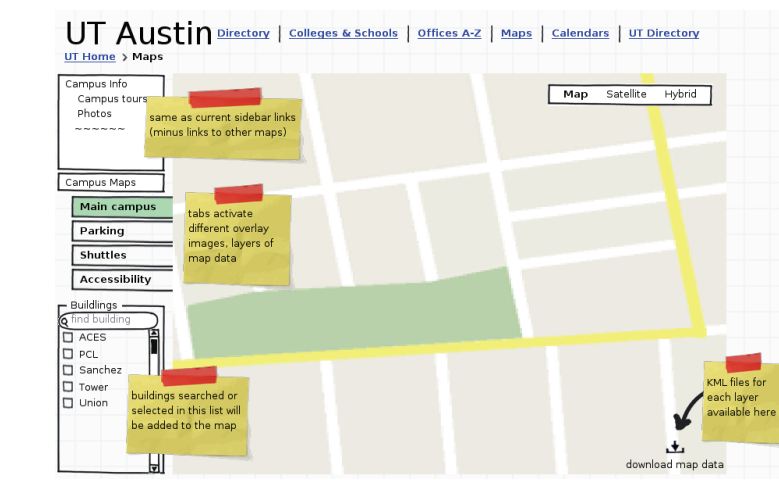 UT Austin
Directory | Colleges & Schools | Offices A-Z | Maps | Calendars | UT Directory
UT Home > Maps
Campus Info
Campus tours
Photos
~~~~~~
same as current sidebar links
(minus links to other maps)
Map Satellite Hybrid
Campus Maps
Main campus
Parking
Shuttles
Accessibility
tabs activate
different overlay
images, layers of
map data
Buildings
find building
ACES
PCL
Sanchez
Tower
Union
buildings searched or
selected in this list will
be added to the map
KML files for
each layer
available here
download map data